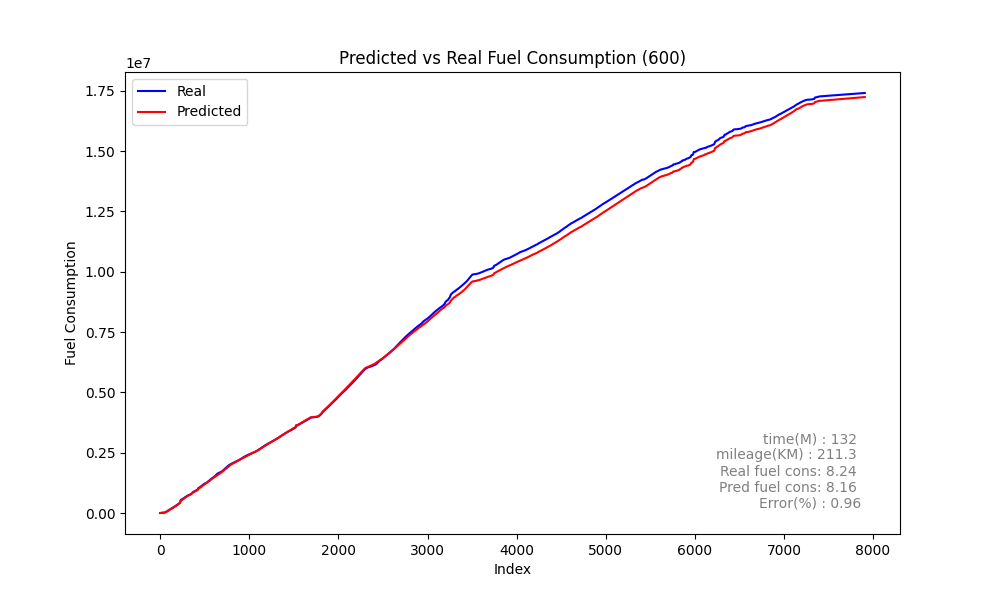 Predicted vs Real Fuel Consumption (600)
1e7
Real
Predicted
1.75
1.50
1.25
1.00
0.75
0.50
0.25
0.00
Fuel Consumption
time(M) : 132
mileage(KM) : 211.3
Real fuel cons: 8.24
Pred fuel cons: 8.16
Error(%) : 0.96
0 1000 2000 3000 4000 5000 6000 7000 8000
Index